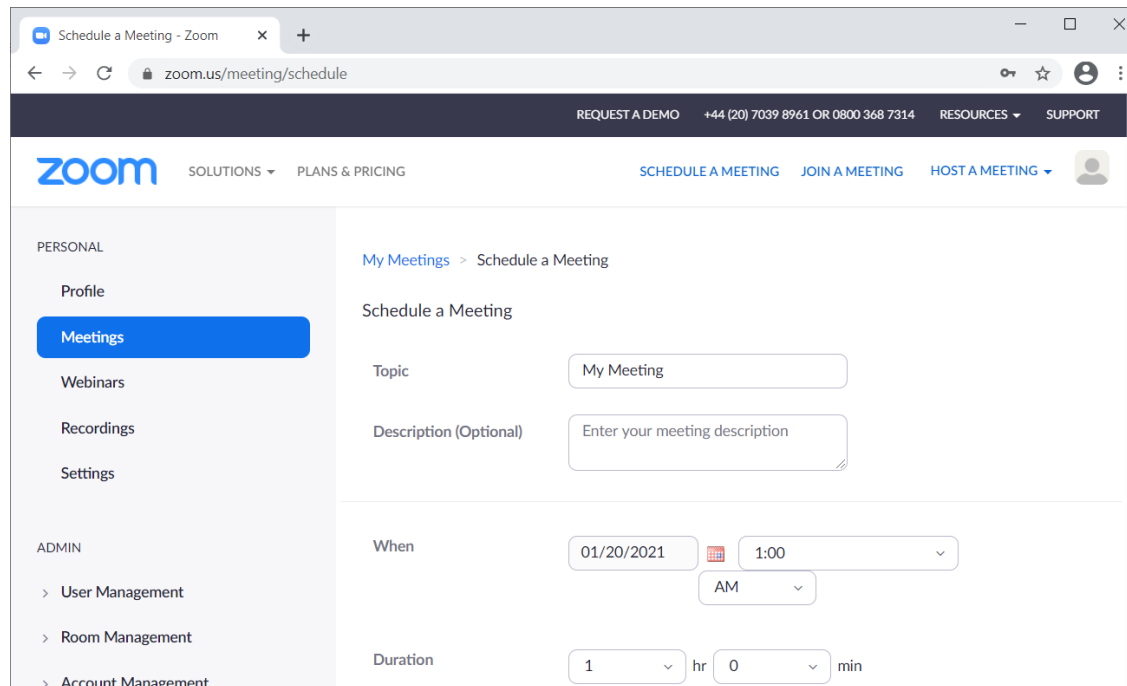 Schedule a Meeting - Zoom
zoom.us/meeting/schedule
REQUEST A DEMO +44 (20) 7039 8961 OR 0800 368 7314 RESOURCES SUPPORT
zoom SOLUTIONS PLANS & PRICING SCHEDULE A MEETING JOIN A MEETING HOST A MEETING
PERSONAL
Profile
Meetings
Webinars
Recordings
Settings
ADMIN
> User Management
> Room Management
> Account Management
My Meetings > Schedule a Meeting
Schedule a Meeting
Topic My Meeting
Description (Optional) Enter your meeting description
When 01/20/2021 1:00
AM
Duration 1 hr 0 min